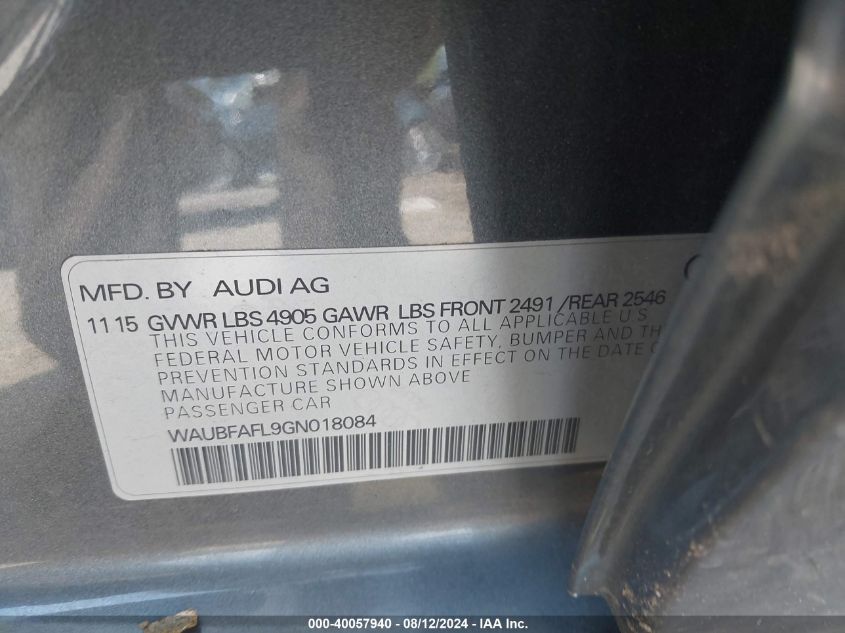 MFD. BY AUDI AG
11 15 GVWR LBS 4905 GAWR LBS FRONT 2491 /REAR 2546
THIS VEHICLE CONFORMS TO ALL APPLICABLE U S
FEDERAL MOTOR VEHICLE SAFETY, BUMPER AND
PREVENTION STANDARDS IN EFFECT ON THE DATE
MANUFACTURE SHOWN ABOVE
PASSENGER CAR
WAUBFAFL9GN018084
000-40057940 - 08/12/2024 - IAA Inc.